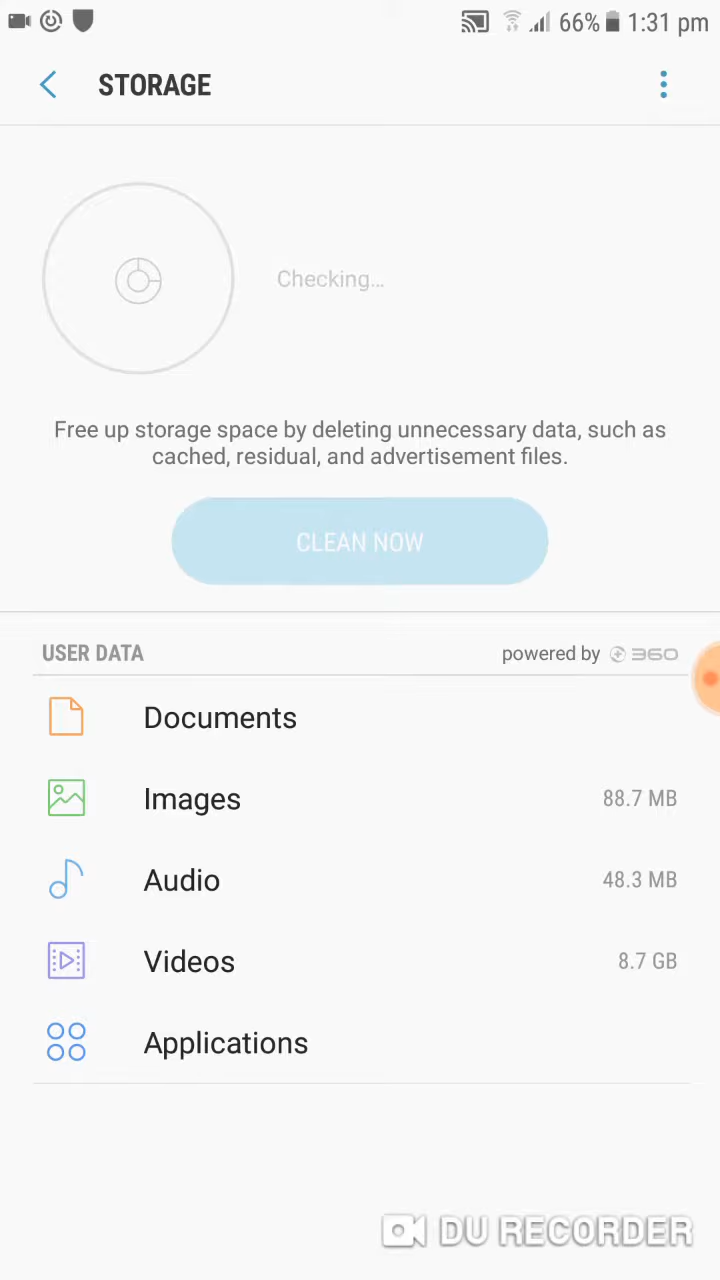 66% 1:31 pm
STORAGE
Checking...
Free up storage space by deleting unnecessary data, such as
cached, residual, and advertisement files.
CLEAN NOW
USER DATA powered by 360
Documents
Images 88.7 MB
Audio 48.3 MB
Videos 8.7 GB
Applications
DU RECORDER